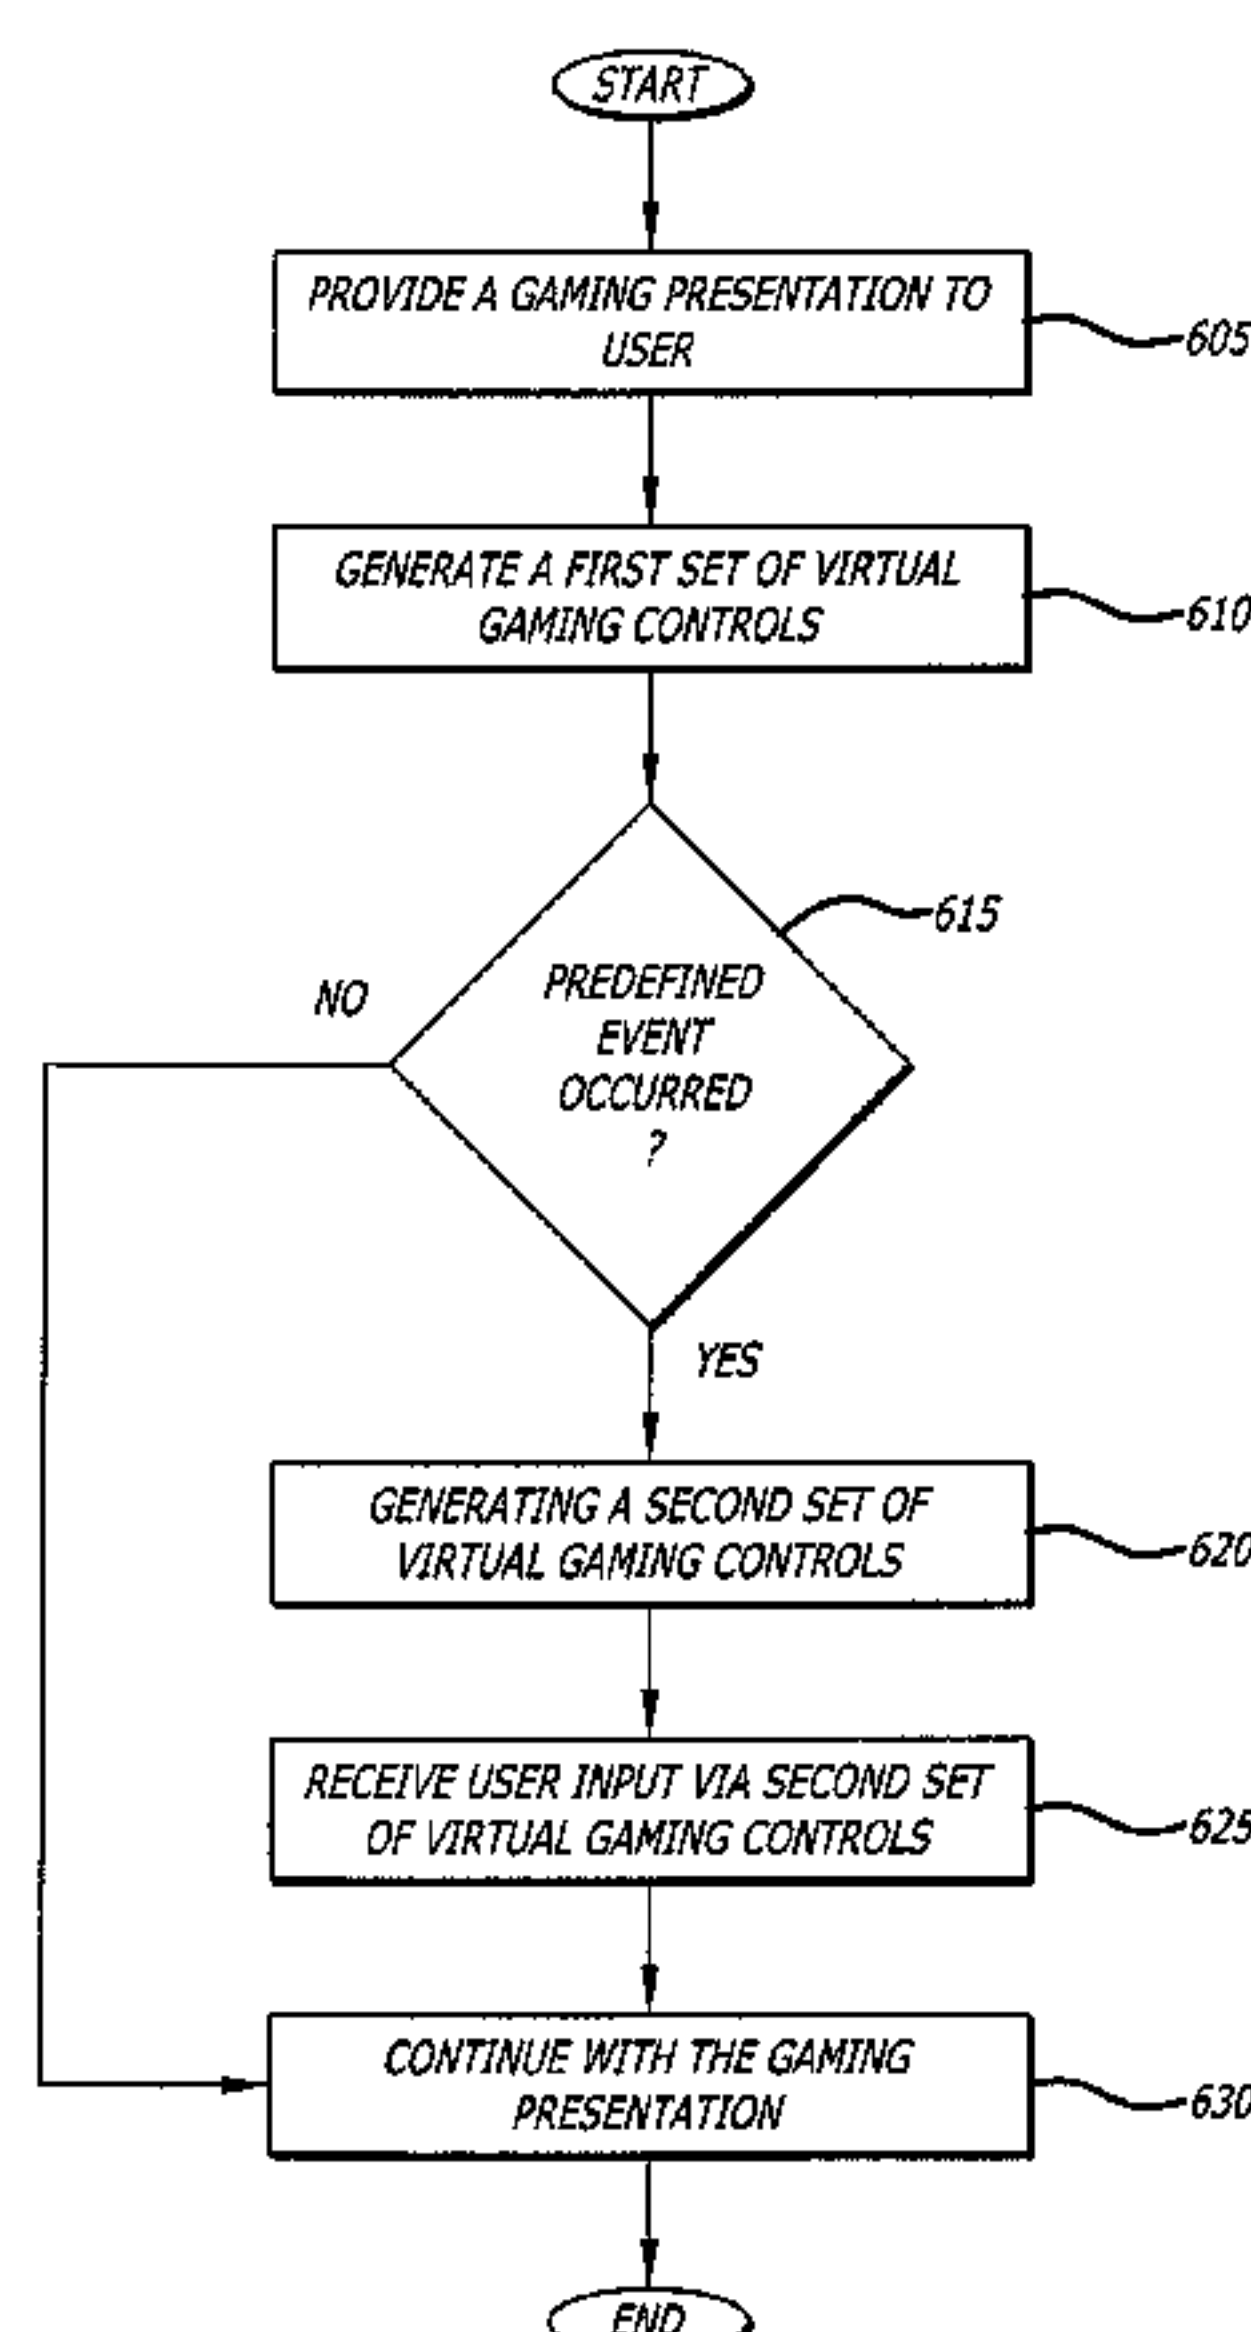 START
PROVIDE A GAMING PRESENTATION TO
USER
605
GENERATE A FIRST SET OF VIRTUAL
GAMING CONTROLS
610
615
PREDEFINED
EVENT
OCCURRED
?
NO
YES
GENERATING A SECOND SET OF
VIRTUAL GAMING CONTROLS
620
RECEIVE USER INPUT VIA SECOND SET
OF VIRTUAL GAMING CONTROLS
625
CONTINUE WITH THE GAMING
PRESENTATION
630
END